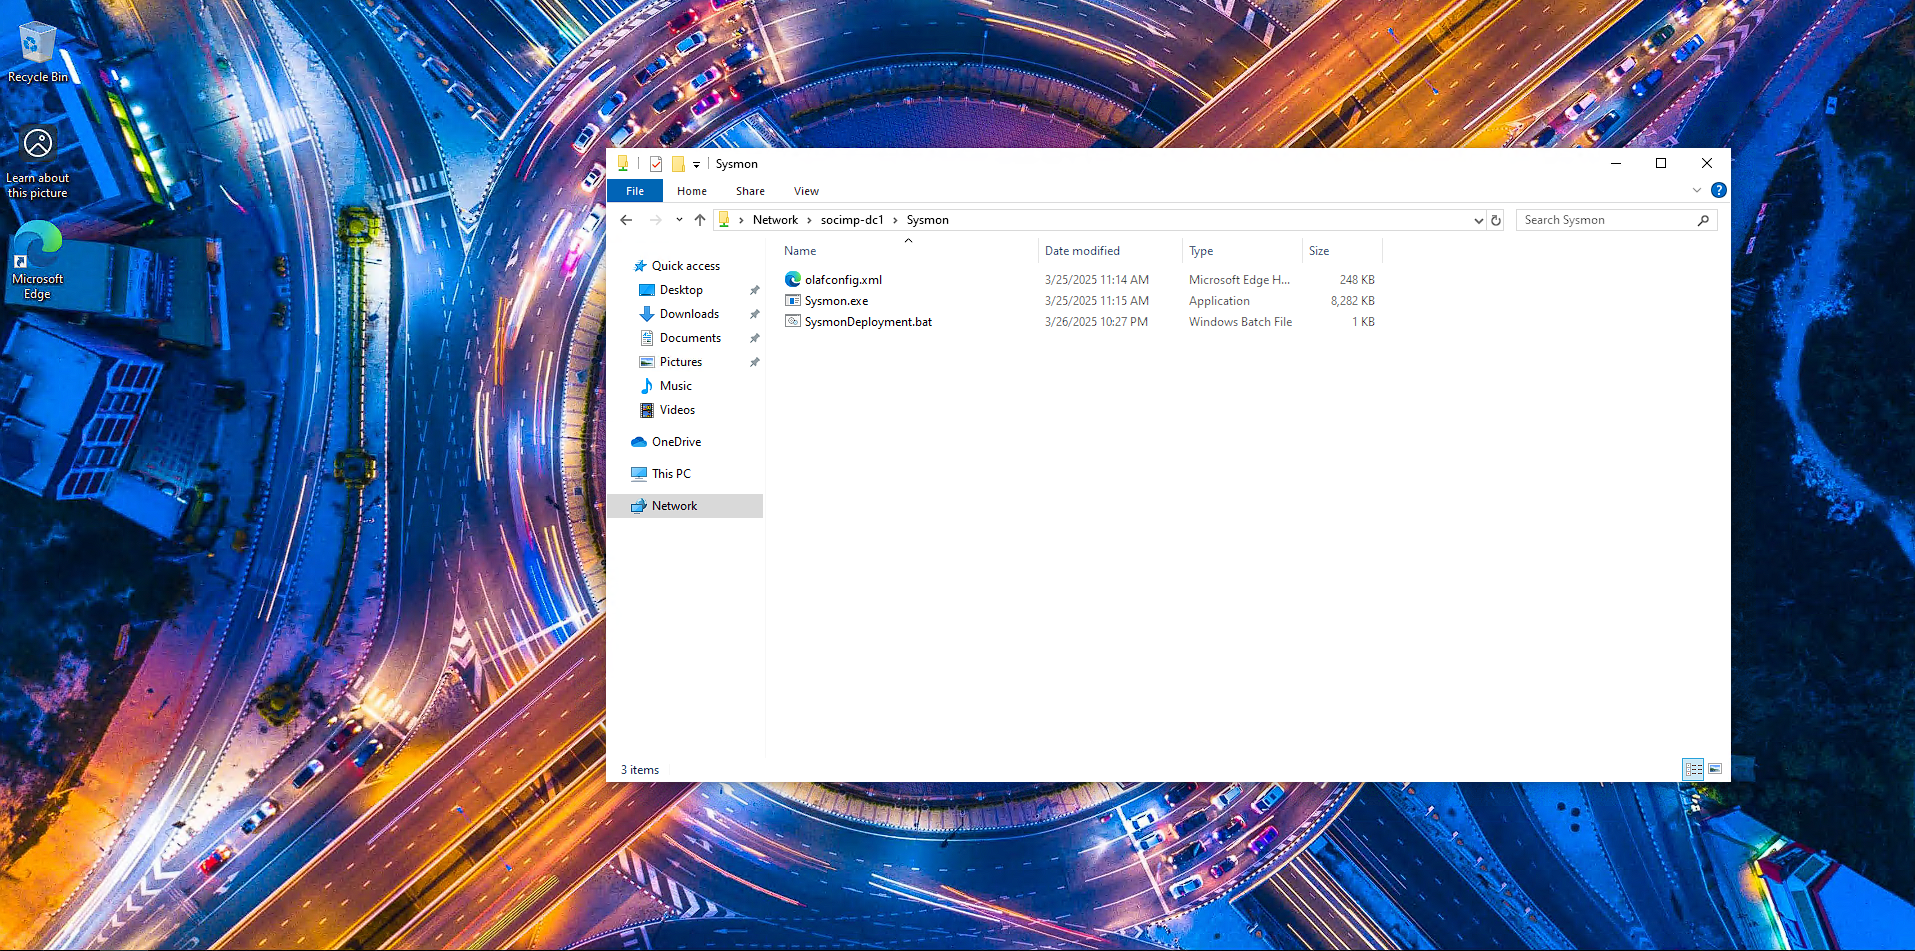 Recycle Bin
Learn about
this picture
Microsoft
Edge
Sysmon
File Home Share View
Network socimp-dc1 Sysmon
Search Sysmon
Name Date modified Type Size
olafconfig.xml 3/25/2025 11:14 AM Microsoft Edge H... 248 KB
Sysmon.exe 3/25/2025 11:15 AM Application 8,282 KB
SysmonDeployment.bat 3/26/2025 10:27 PM Windows Batch File 1 KB
Quick access
Desktop
Downloads
Documents
Pictures
Music
Videos
OneDrive
This PC
Network
3 items